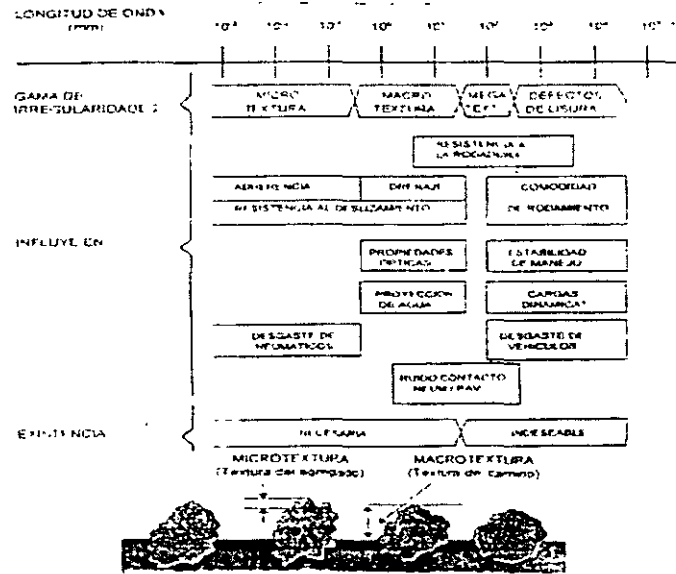 LONGITUD DE ONDA
(mm)
GAMA DE
IRREGULARIDADES
MICRO
TEXTURA
MACRO
TEXTURA
MEGA
TEXT.
DEFECTOS
DE LISURA
RESISTENCIA A
LA RODADURA
ADHERENCIA
DRENAJE
RESISTENCIA AL DESLIZAMIENTO
COMODIDAD
DE RODAMIENTO
INFLUYE EN
PROPIEDADES
OPTICAS
ESTABILIDAD
DE MANEJO
PROYECCION
DE AGUA
CARGAS
DINAMICAS
DESGASTE DE
NEUMATICOS
DESGASTE DE
VEHICULOS
RUIDO CONTACTO
NEUM / PAV
EXISTENCIA
NECESARIA
INDESEABLE
MICROTEXTURA
(Textura del agregado)
MACROTEXTURA
(Textura del camino)